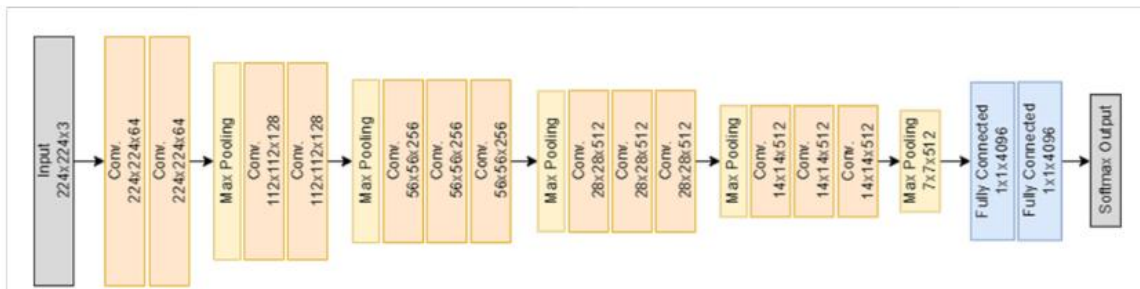 Input
224x224x3
Conv.
224x224x64
Conv.
224x224x64
Max Pooling
Conv.
112x112x128
Conv.
112x112x128
Max Pooling
Conv.
56x56x256
Conv.
56x56x256
Conv.
56x56x256
Max Pooling
Conv.
28x28x512
Conv.
28x28x512
Conv.
28x28x512
Max Pooling
Conv.
14x14x512
Conv.
14x14x512
Conv.
14x14x512
Max Pooling
7x7x512
Fully Connected
1x1x4096
Fully Connected
1x1x4096
Softmax Output